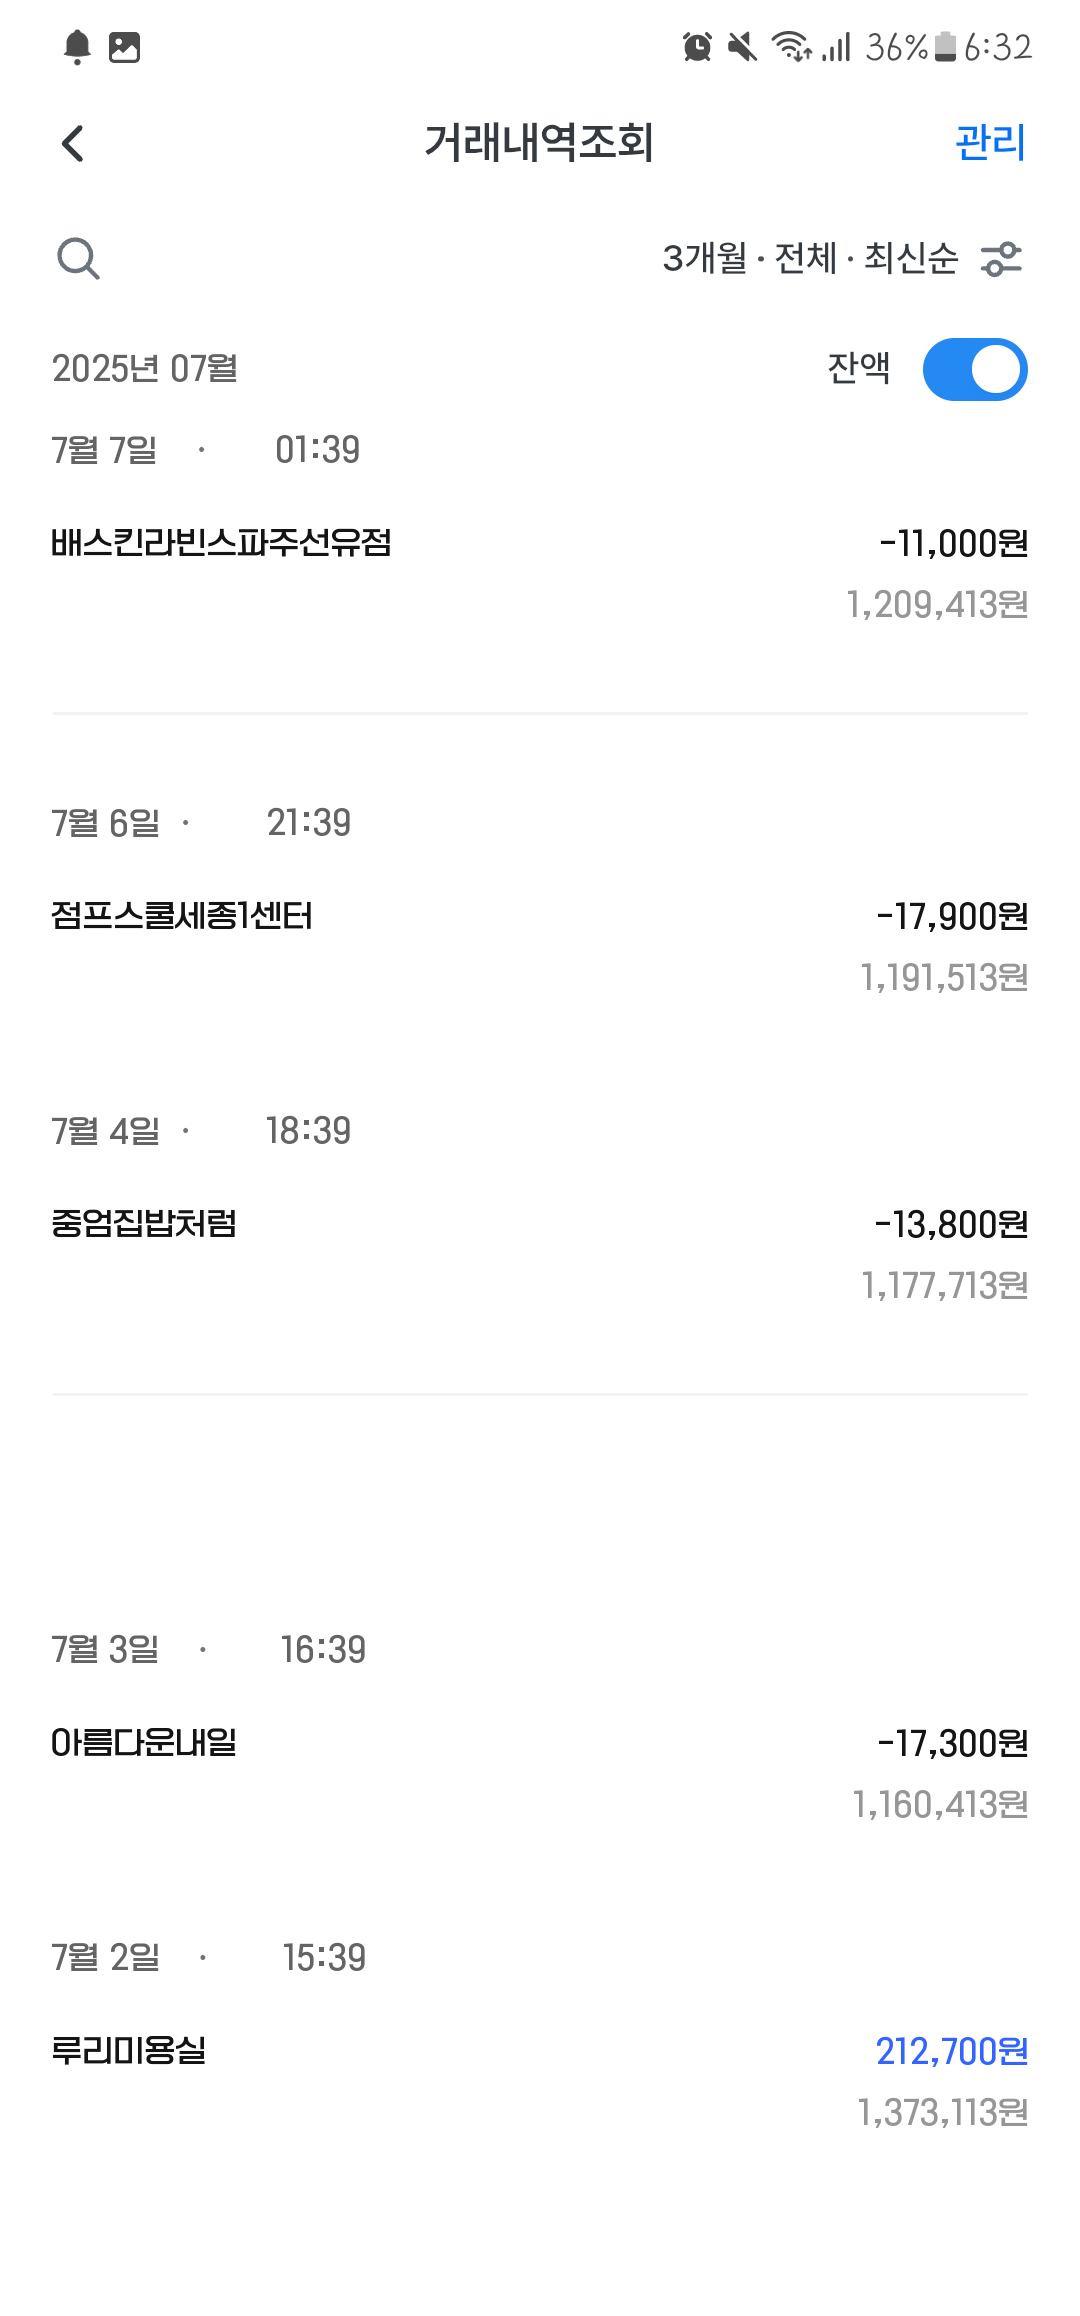 36% 6:32
거래내역조회 관리
3개월 · 전체 · 최신순
2025년 07월 잔액
7월 7일 · 01:39
배스킨라빈스파주선유점 -11,000원
1,209,413원
7월 6일 · 21:39
점프스쿨세종1센터 -17,900원
1,191,513원
7월 4일 · 18:39
중엄집밥처럼 -13,800원
1,177,713원
7월 3일 · 16:39
아름다운내일 -17,300원
1,160,413원
7월 2일 · 15:39
루리미용실 212,700원
1,373,113원